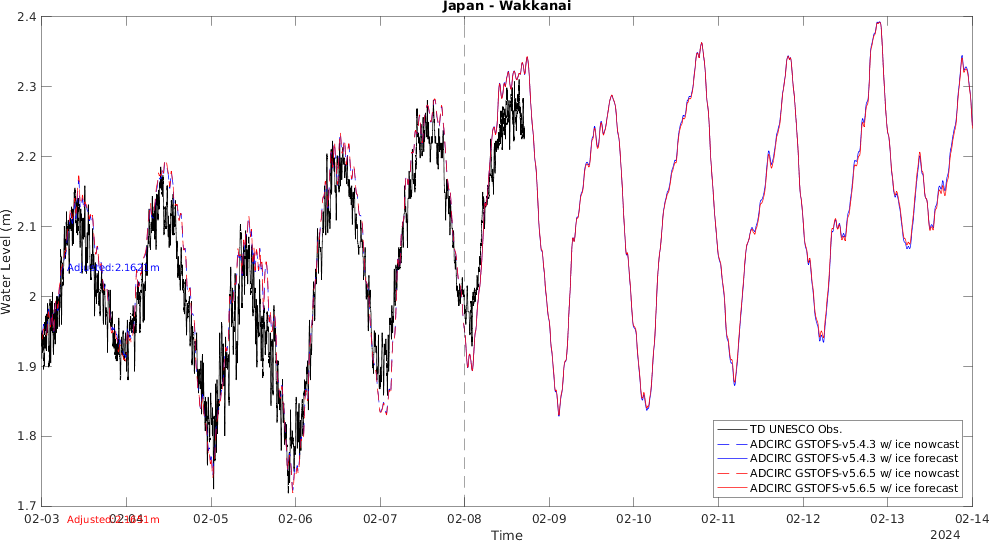 Japan - Wakkanai
Water Level (m)
2.4
2.3
2.2
2.1
2
1.9
1.8
1.7
Adjusted:2.1621m
TD UNESCO Obs.
ADCIRC GSTOFS-v5.4.3 w/ ice nowcast
ADCIRC GSTOFS-v5.4.3 w/ ice forecast
ADCIRC GSTOFS-v5.6.5 w/ ice nowcast
ADCIRC GSTOFS-v5.6.5 w/ ice forecast
02-03 02-04 02-05 02-06 02-07 02-08 02-09 02-10 02-11 02-12 02-13 02-14
Time
2024